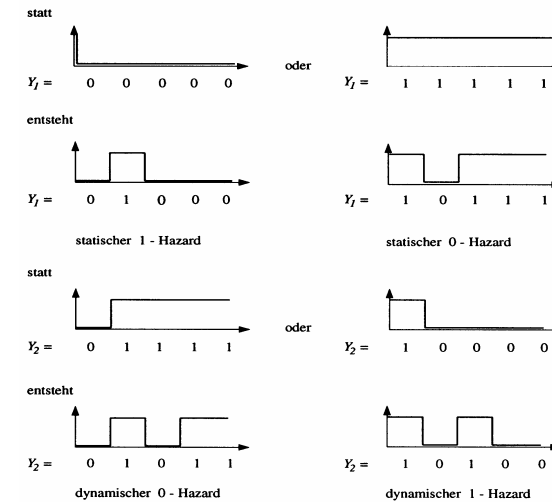 statt
oder
Y₁ = 0 0 0 0 0
Y₁ = 1 1 1 1 1
entsteht
Y₁ = 0 1 0 0 0
Y₁ = 1 0 1 1 1
statischer 1 - Hazard
statischer 0 - Hazard
statt
oder
Y₂ = 0 1 1 1 1
Y₂ = 1 0 0 0 0
entsteht
Y₂ = 0 1 0 1 1
Y₂ = 1 0 1 0 0
dynamischer 0 - Hazard
dynamischer 1 - Hazard